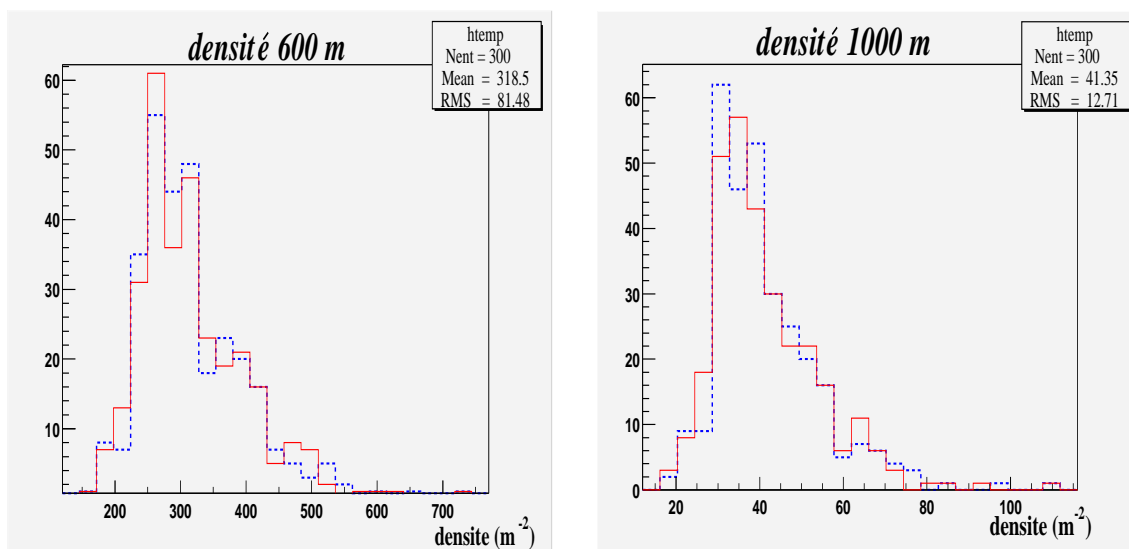 densité 600 m
htemp
Nent = 300
Mean = 318.5
RMS = 81.48
60
50
40
30
20
10
200 300 400 500 600 700
densite (m-2)
densité 1000 m
htemp
Nent = 300
Mean = 41.35
RMS = 12.71
60
50
40
30
20
10
0
20 40 60 80 100
densite (m-2)